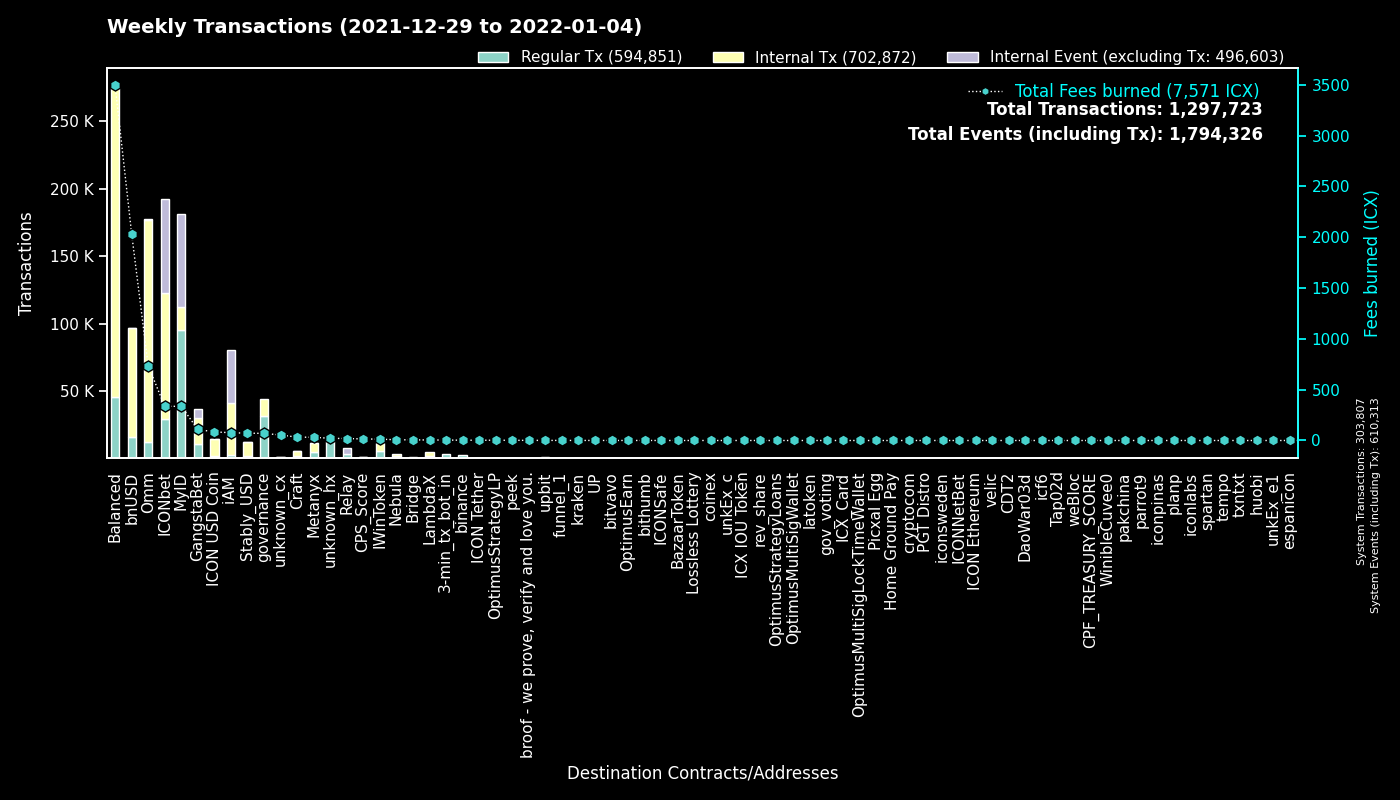 Weekly Transactions (2021-12-29 to 2022-01-04)
Regular Tx (594,851)
Internal Tx (702,872)
Internal Event (excluding Tx: 496,603)
Total Fees burned (7,571 ICX)
Total Transactions: 1,297,723
Total Events (including Tx): 1,794,326
Transactions
250 K
200 K
150 K
100 K
50 K
3500
3000
2500
2000
1500
1000
500
0
Fees burned (ICX)
System Transactions: 303,807
System Events (including Tx): 610,313
Balanced
bnUSD
Omm
ICONbet
MyID
GangstaBet
ICON USD Coin
iAM
Stably_USD
governance
unknown_cx
Craft
Metanyx
unknown_hx
Relay
CPS_Score
IWinToken
Nebula
Bridge
LambdaX
3-min_tx_bot_in
binance
ICON Tether
OptimusStrategyLP
peek
broof - we prove, verify and love you.
upbit
funnel_1
kraken
UP
bitvavo
OptimusEarn
bithumb
ICONSafe
BazaarToken
Lossless Lottery
coinex
unkEx_c
ICX IOU Token
rev_share
OptimusStrategyLoans
OptimusMultiSigWallet
latoken
gov_voting
ICX_Card
OptimusMultiSigLockTimeWallet
Picxal Egg
Home Ground Pay
cryptocom
PGT Distro
iconsweden
ICONNetBet
ICON Ethereum
velic
CDT2
DaoWar03d
icf6
Tap02d
weBloc
CPF_TREASURY_SCORE
WinibleCuvee0
pakchina
parrot9
iconpinas
planp
iconlabs
spartan
tempo
txntxt
huobi
unkEx_e1
espanicon
Destination Contracts/Addresses